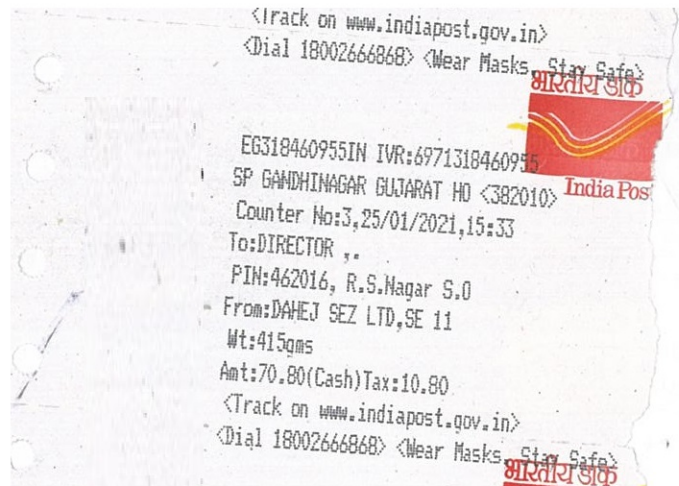 <Track on www.indiapost.gov.in>
<Dial 18002666868> <Wear Masks, Stay Safe>
भारतीय डाक
India Pos
EG318460955IN IVR:6971318460955
SP GANDHINAGAR GUJARAT HO <382010>
Counter No:3,25/01/2021,15:33
To:DIRECTOR ,.
PIN:462016, R.S.Nagar S.O
From:DAHEJ SEZ LTD,SE 11
Wt:415gms
Amt:70.80(Cash)Tax:10.80
<Track on www.indiapost.gov.in>
<Dial 18002666868> <Wear Masks, Stay Safe>
भारतीय डाक